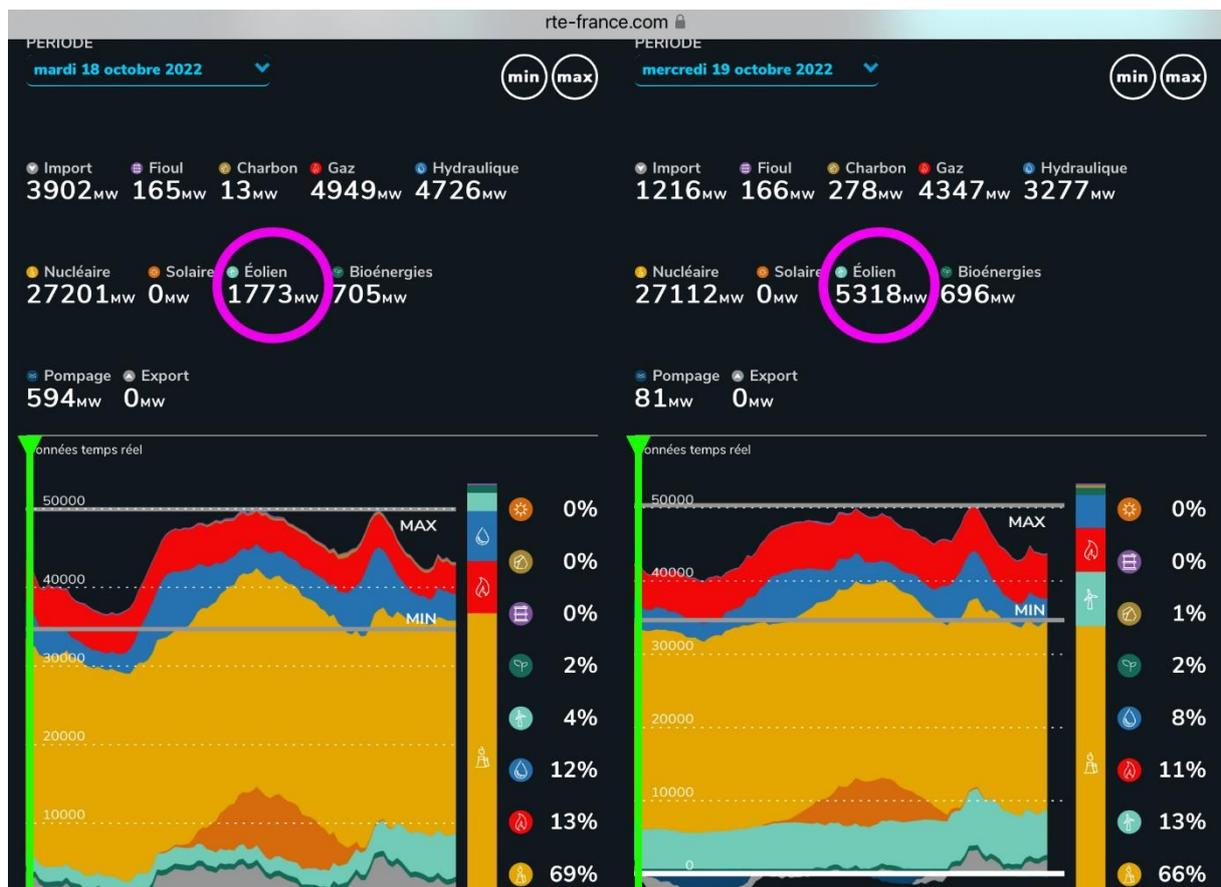 rte-france.com
PERIODE
mardi 18 octobre 2022
min max
Import Fioul Charbon Gaz Hydraulique
3902MW 165MW 13MW 4949MW 4726MW
Nucléaire Solaire Éolien Bioénergies
27201MW 0MW 1773MW 705MW
Pompage Export
594MW 0MW
onnées temps réel
50000
MAX
40000
MIN
30000
20000
10000
0%
0%
0%
2%
4%
12%
13%
69%
PERIODE
mercredi 19 octobre 2022
min max
Import Fioul Charbon Gaz Hydraulique
1216MW 166MW 278MW 4347MW 3277MW
Nucléaire Solaire Éolien Bioénergies
27112MW 0MW 5318MW 696MW
Pompage Export
81MW 0MW
onnées temps réel
50000
MAX
40000
MIN
30000
20000
10000
0
0%
0%
1%
2%
8%
11%
13%
66%